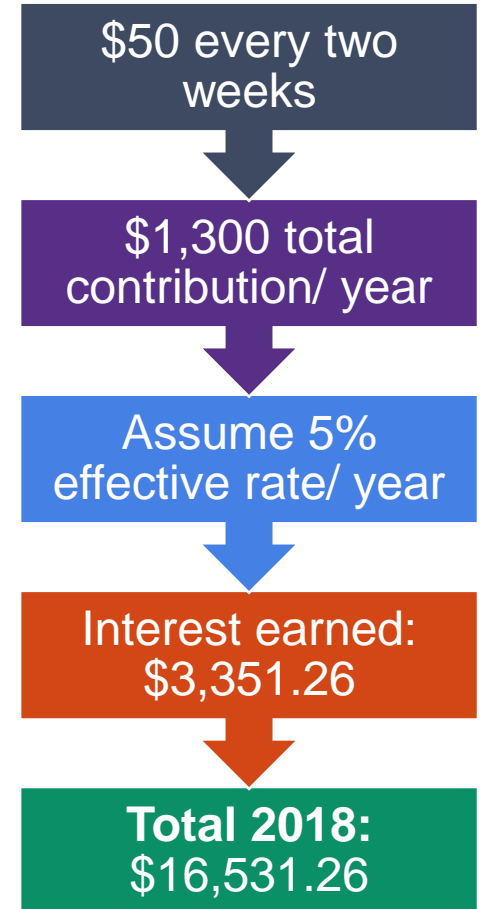 $50 every two
weeks
$1,300 total
contribution/ year
Assume 5%
effective rate/ year
Interest earned:
$3,351.26
Total 2018:
$16,531.26